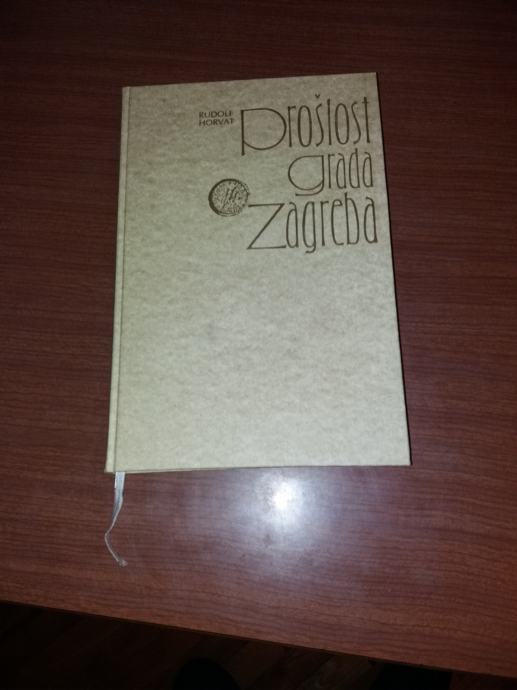 RUDOLF
HORVAT
Prošlost
grada
Zagreba